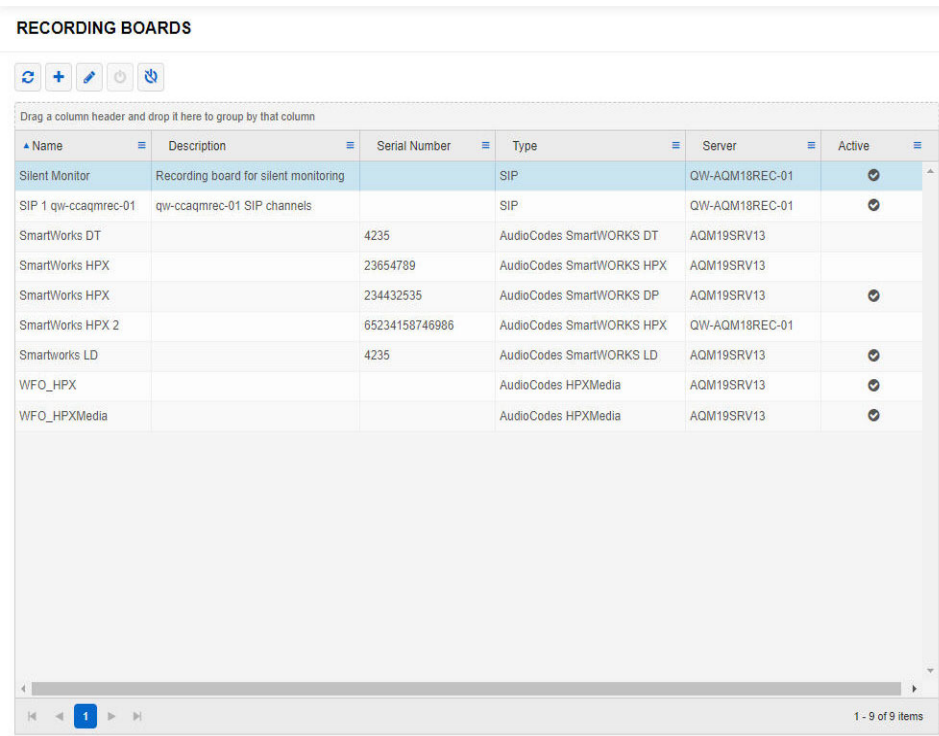 RECORDING BOARDS
Drag a column header and drop it here to group by that column
Name Description Serial Number Type Server Active
Silent Monitor Recording board for silent monitoring SIP QW-AQM18REC-01
SIP 1 qw-ccaqmrec-01 qw-ccaqmrec-01 SIP channels SIP QW-AQM18REC-01
SmartWorks DT 4235 AudioCodes SmartWORKS DT AQM19SRV13
SmartWorks HPX 23654789 AudioCodes SmartWORKS HPX AQM19SRV13
SmartWorks HPX 234432535 AudioCodes SmartWORKS DP AQM19SRV13
SmartWorks HPX 2 65234158746986 AudioCodes SmartWORKS HPX QW-AQM18REC-01
Smartworks LD 4235 AudioCodes SmartWORKS LD AQM19SRV13
WFO_HPX AudioCodes HPXMedia AQM19SRV13
WFO_HPXMedia AudioCodes HPXMedia AQM19SRV13
1 1 - 9 of 9 items